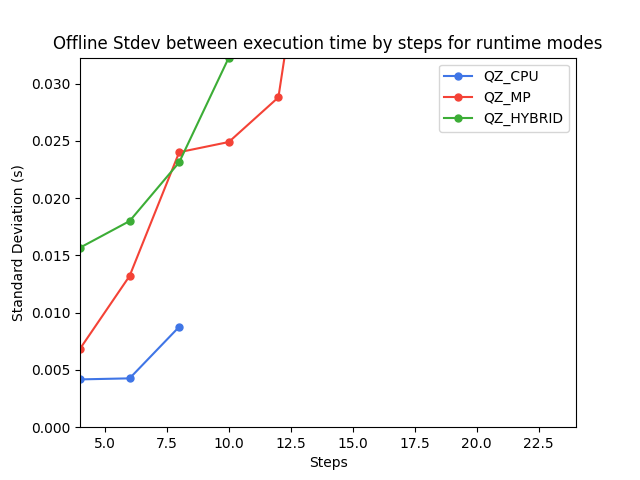 Offline Stdev between execution time by steps for runtime modes
QZ_CPU
QZ_MP
QZ_HYBRID
Standard Deviation (s)
0.030
0.025
0.020
0.015
0.010
0.005
0.000
5.0 7.5 10.0 12.5 15.0 17.5 20.0 22.5
Steps